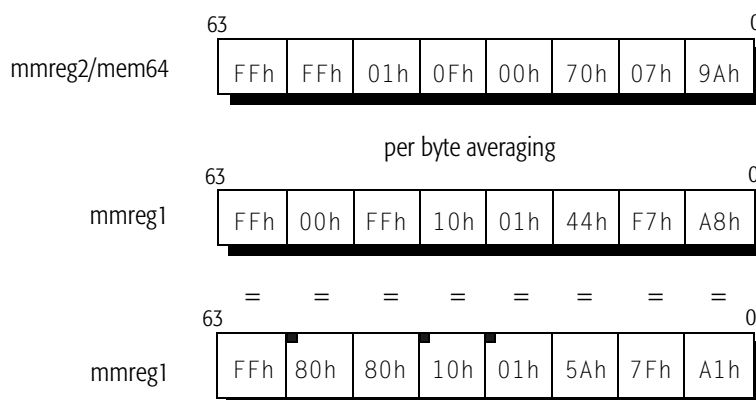 63 0
mmreg2/mem64 FFh FFh 01h 0Fh 00h 70h 07h 9Ah
per byte averaging
63 0
mmreg1 FFh 00h FFh 10h 01h 44h F7h A8h
= = = = = = = =
63 0
mmreg1 FFh 80h 80h 10h 01h 5Ah 7Fh A1h